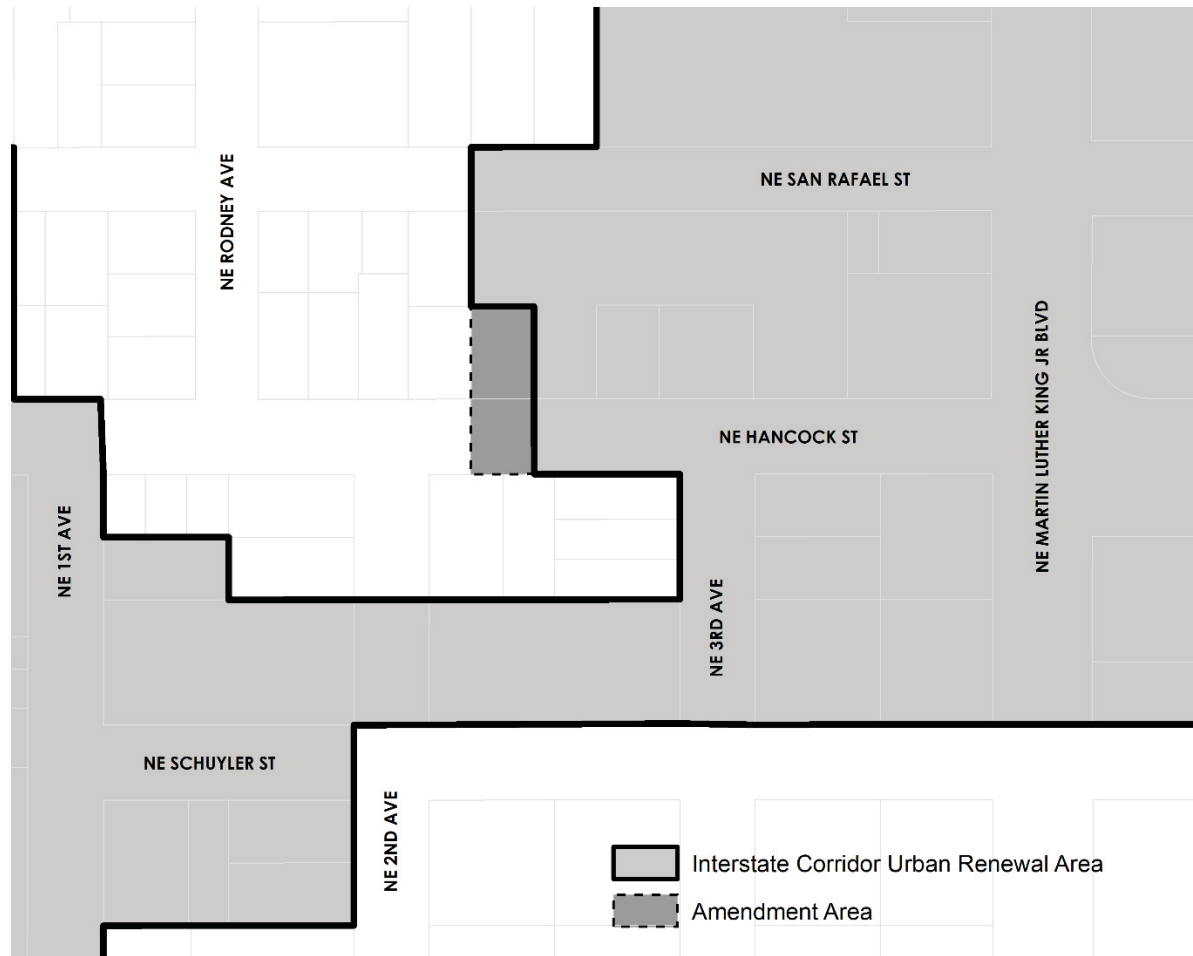 NE SAN RAFAEL ST
NE RODNEY AVE
NE MARTIN LUTHER KING JR BLVD
NE HANCOCK ST
NE 1ST AVE
NE 3RD AVE
NE SCHUYLER ST
NE 2ND AVE
Interstate Corridor Urban Renewal Area
Amendment Area